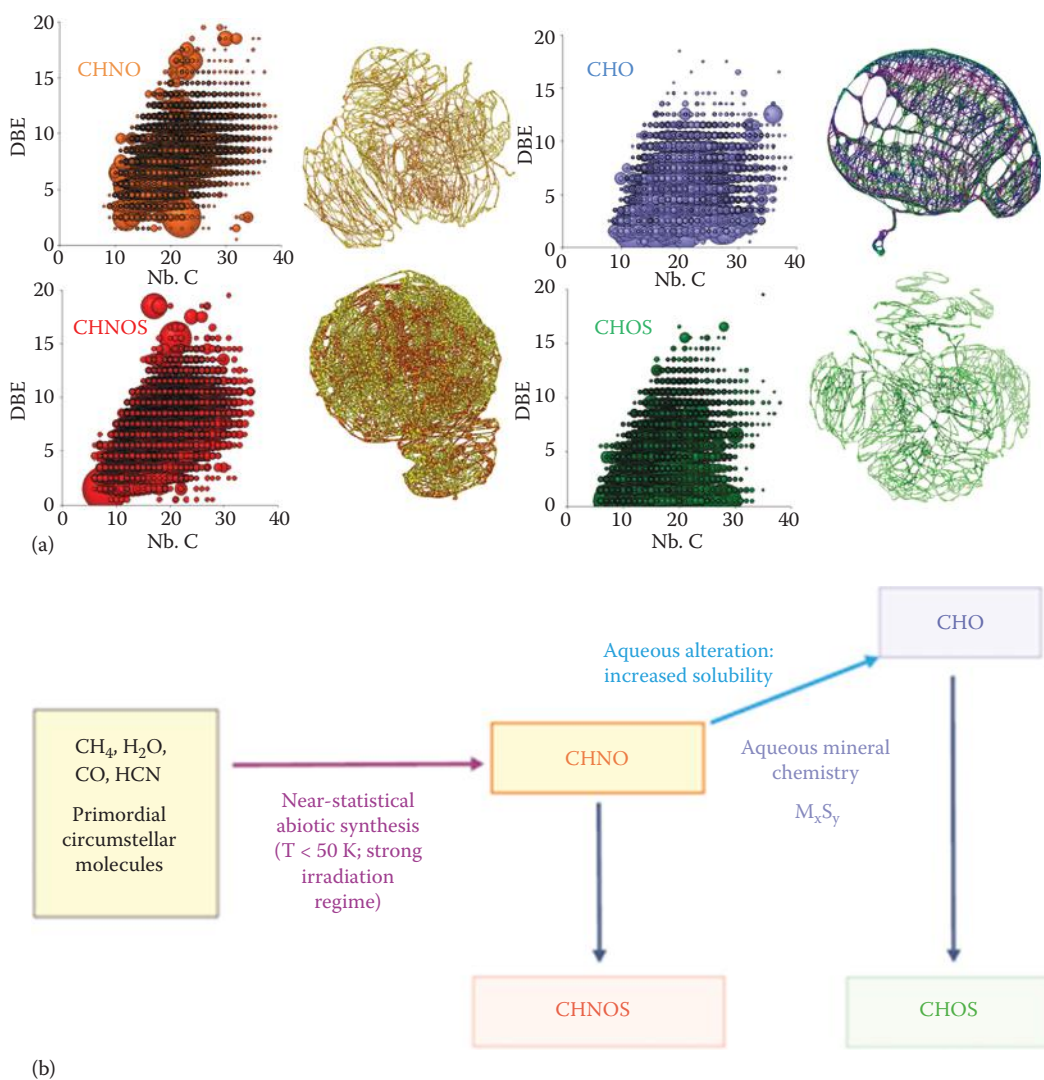 20
15
10
5
0
DBE
CHNO
0
10
20
30
40
Nb. C
20
15
10
5
0
DBE
CHO
0
10
20
30
40
Nb. C
20
15
10
5
0
DBE
CHNOS
0
10
20
30
40
Nb. C
20
15
10
5
0
DBE
CHOS
0
10
20
30
40
Nb. C
(a)
CH₄, H₂O,
CO, HCN
Primordial
circumstellar
molecules
Near-statistical
abiotic synthesis
(T < 50 K; strong
irradiation
regime)
CHNO
Aqueous alteration:
increased solubility
CHO
Aqueous mineral
chemistry
MₓSᵧ
CHNOS
CHOS
(b)